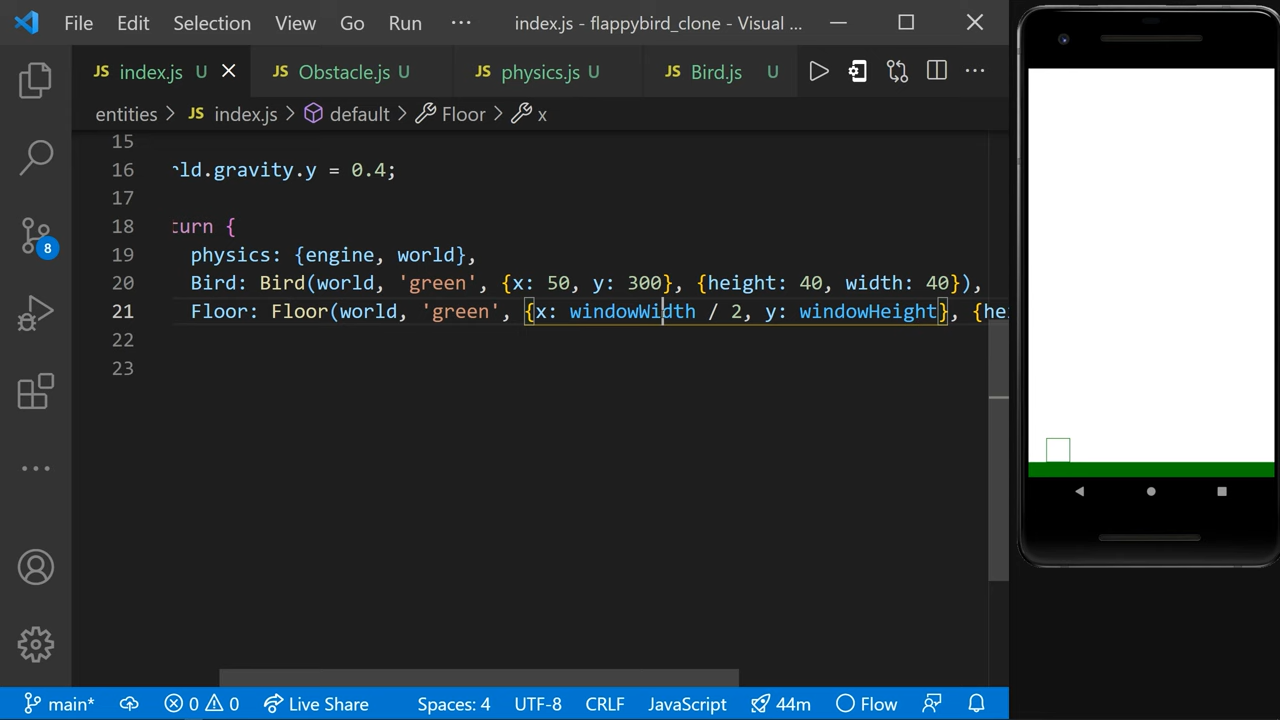 File Edit Selection View Go Run ··· index.js - flappybird_clone - Visual ...
JS index.js U JS Obstacle.js U JS physics.js U JS Bird.js U
entities > JS index.js > default > Floor > x
15
16 rld.gravity.y = 0.4;
17
18 turn {
19 physics: {engine, world},
20 Bird: Bird(world, 'green', {x: 50, y: 300}, {height: 40, width: 40}),
21 Floor: Floor(world, 'green', {x: windowWidth / 2, y: windowHeight}, {hei
22
23
8
main* 0 0 Live Share Spaces: 4 UTF-8 CRLF JavaScript 44m Flow